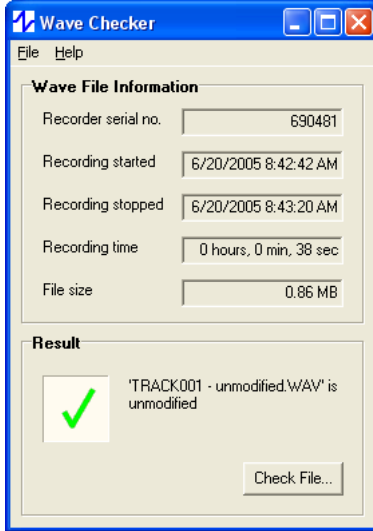 Wave Checker
File Help
Wave File Information
Recorder serial no. 690481
Recording started 6/20/2005 8:42:42 AM
Recording stopped 6/20/2005 8:43:20 AM
Recording time 0 hours, 0 min, 38 sec
File size 0.86 MB
Result
'TRACK001 - unmodified.WAV' is
unmodified
Check File...